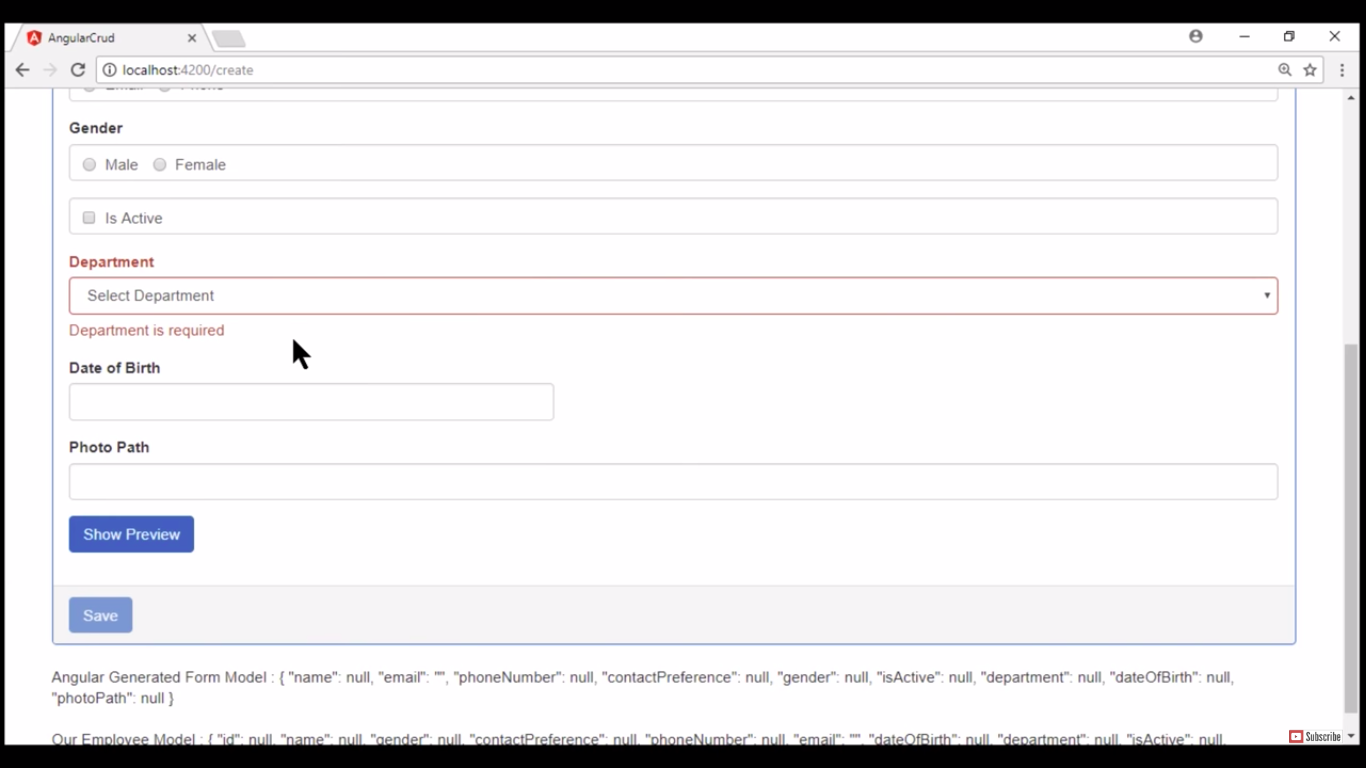 AngularCrud
localhost:4200/create
Email Phone
Gender
Male Female
Is Active
Department
Select Department
Department is required
Date of Birth
Photo Path
Show Preview
Save
Angular Generated Form Model : { "name": null, "email": "", "phoneNumber": null, "contactPreference": null, "gender": null, "isActive": null, "department": null, "dateOfBirth": null,
"photoPath": null }
Our Employee Model : { "id": null, "name": null, "gender": null, "contactPreference": null, "phoneNumber": null, "email": "", "dateOfBirth": null, "department": null, "isActive": null,
Subscribe